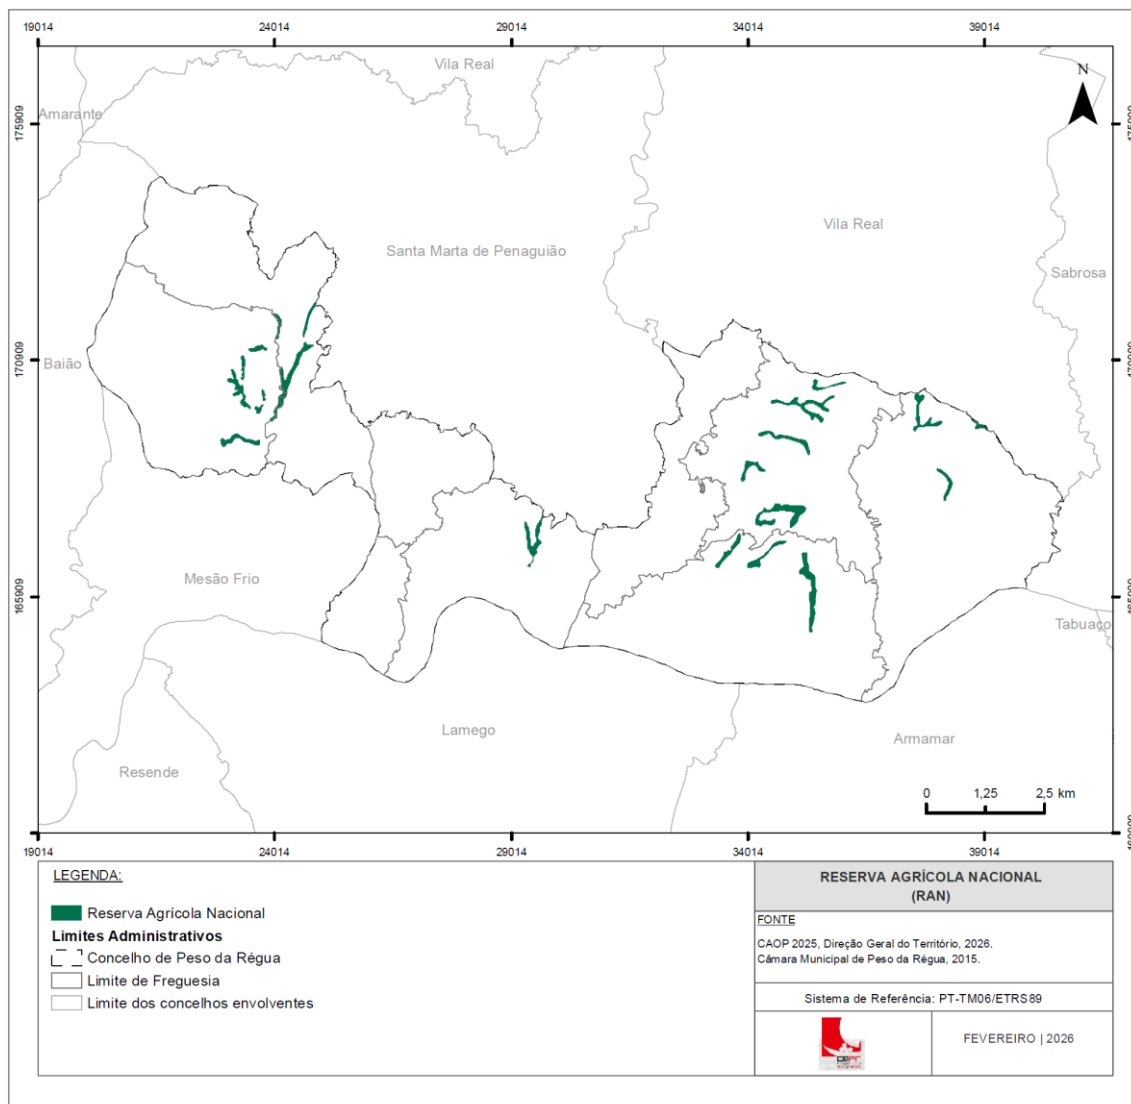 19014
24014
29014
34014
39014
Vila Real
N
Amarante
175909
175909
Vila Real
Santa Marta de Penaguião
Sabrosa
Baião
170909
Mesão Frio
165909
Tabuaço
Lamego
Armamar
Resende
0 1,25 2,5 km
19014
24014
29014
34014
39014
LEGENDA:
Reserva Agrícola Nacional
Limites Administrativos
Concelho de Peso da Régua
Limite de Freguesia
Limite dos concelhos envolventes
RESERVA AGRÍCOLA NACIONAL
(RAN)
FONTE
CAOP 2025, Direção Geral do Território, 2026.
Câmara Municipal de Peso da Régua, 2015.
Sistema de Referência: PT-TM06/ETRS89
FEVEREIRO | 2026